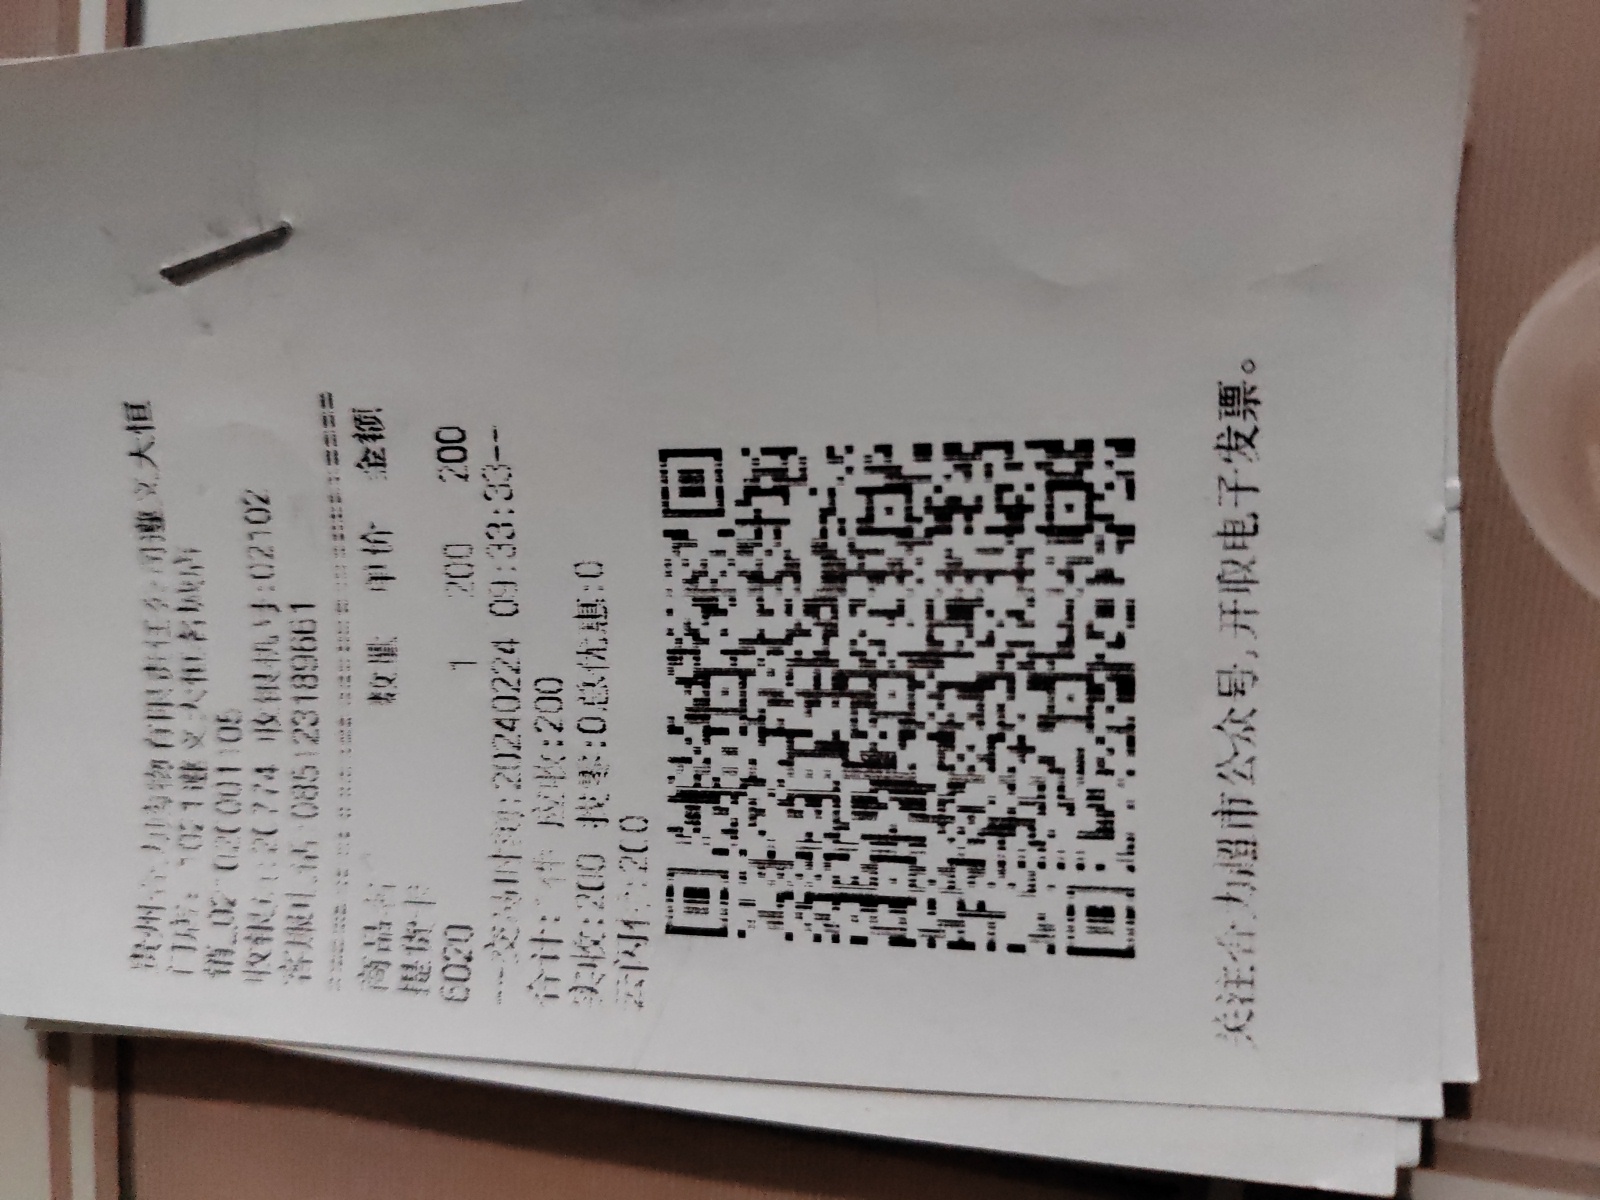 贵州合力购物有限责任公司遵义大恒
门店: 1021遵义大恒名城店
销_02 020011105
收银员:20774 收银机号:02102
客服电话:085123189661
商品名 数量 单价 金额
提货卡
6020 1 200 200
---交易时间:20240224 09:33:33--
合计:1件 应收:200
实收:200 找零:0总优惠:0
云闪付:200
关注合力超市公众号,开取电子发票。